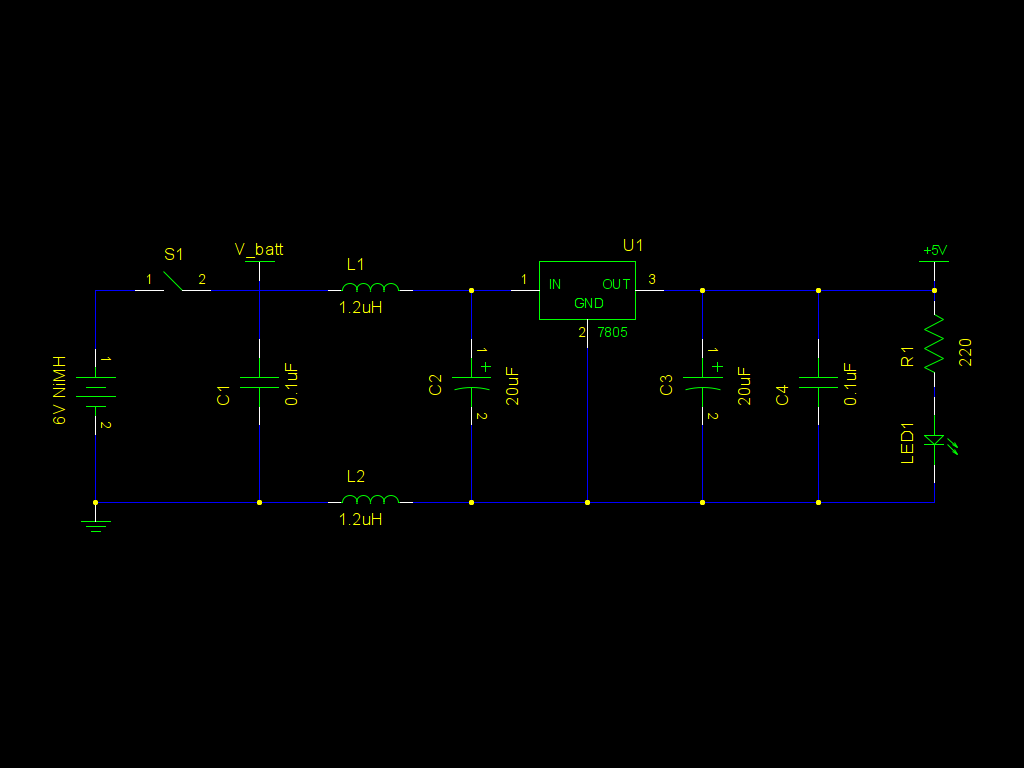 S1
1
2
V_batt
L1
1.2uH
U1
1
IN
OUT
3
GND
2
7805
+5V
6V NiMH
1
2
C1
0.1uF
C2
1
+
2
20uF
C3
1
+
2
20uF
C4
0.1uF
R1
220
LED1
L2
1.2uH